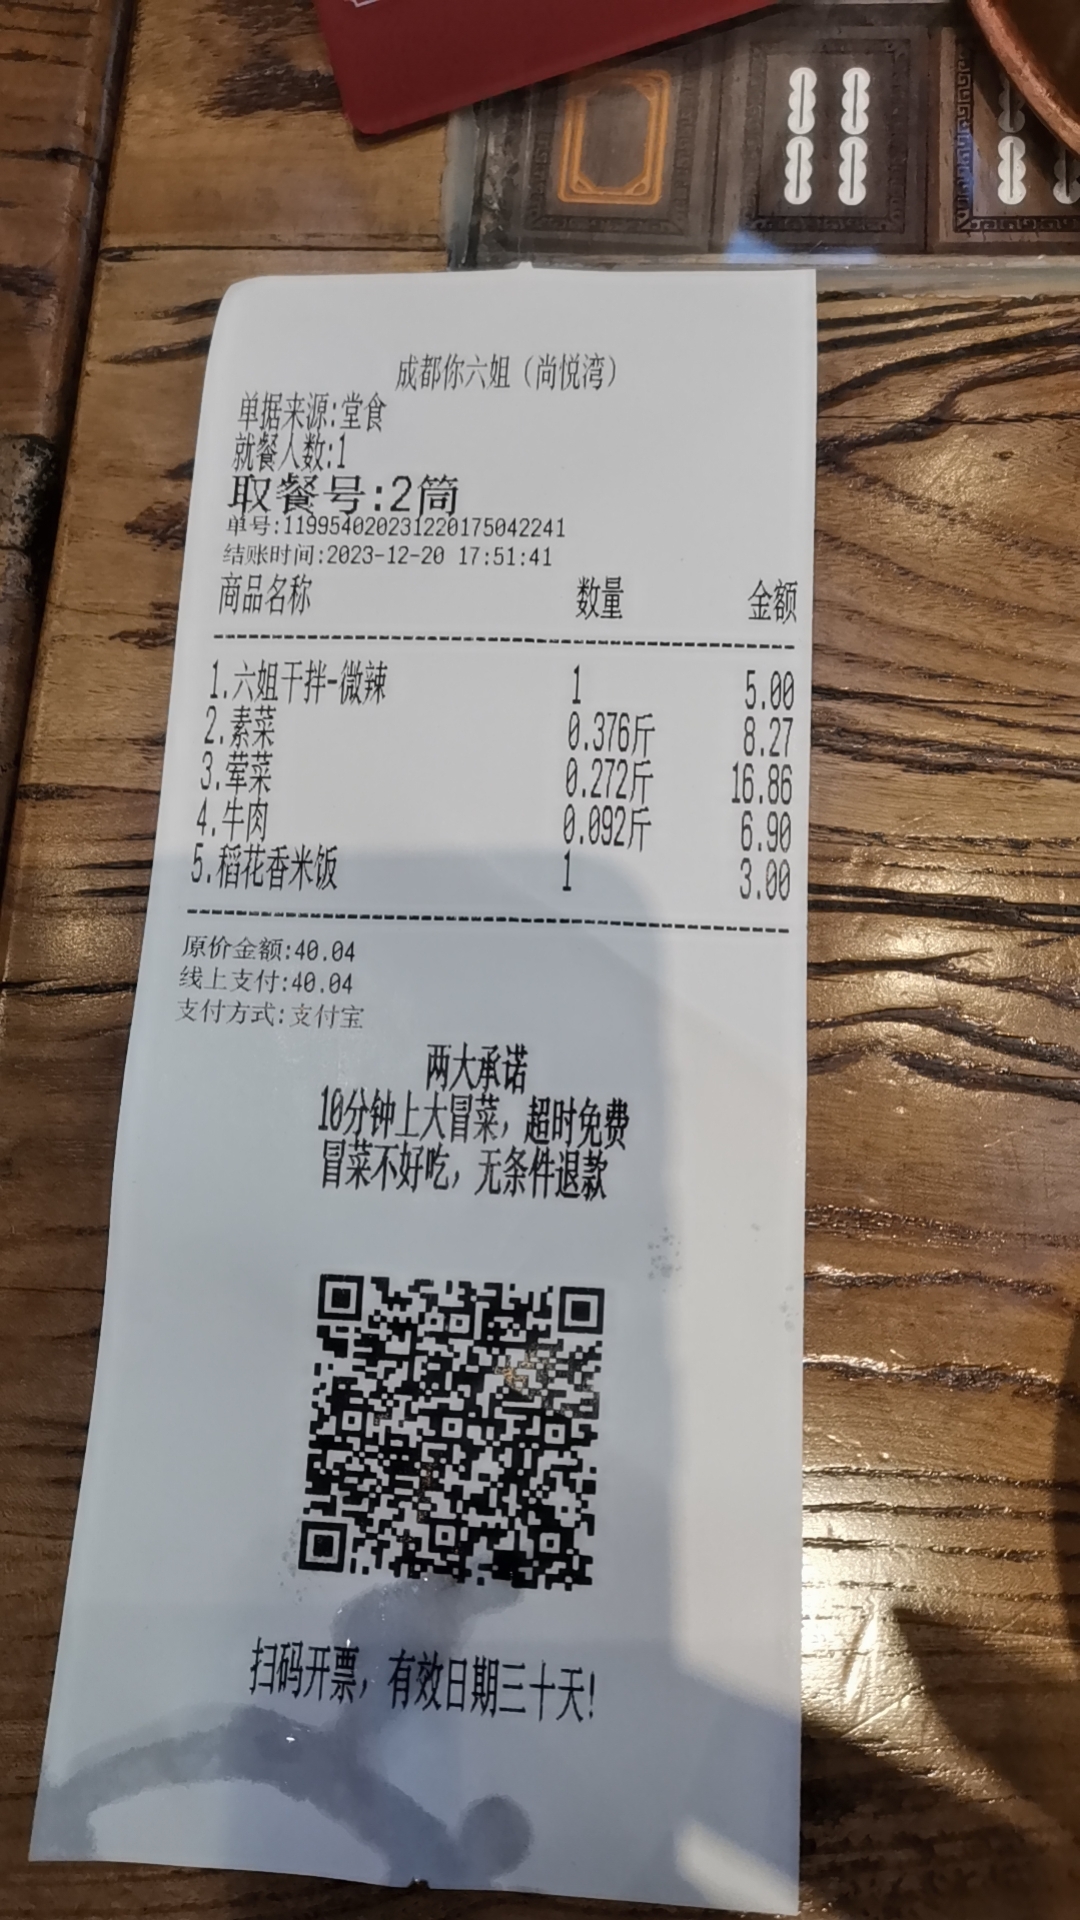 成都你六姐（尚悦湾）
单据来源:堂食
就餐人数:1
取餐号:2筒
单号:119954020231220175042241
结账时间:2023-12-20 17:51:41
商品名称 数量 金额
1.六姐干拌-微辣 1 5.00
2.素菜 0.376斤 8.27
3.荤菜 0.272斤 16.86
4.牛肉 0.092斤 6.90
5.稻花香米饭 1 3.00
原价金额:40.04
线上支付:40.04
支付方式:支付宝
两大承诺
10分钟上大冒菜，超时免费
冒菜不好吃，无条件退款
扫码开票，有效日期三十天!